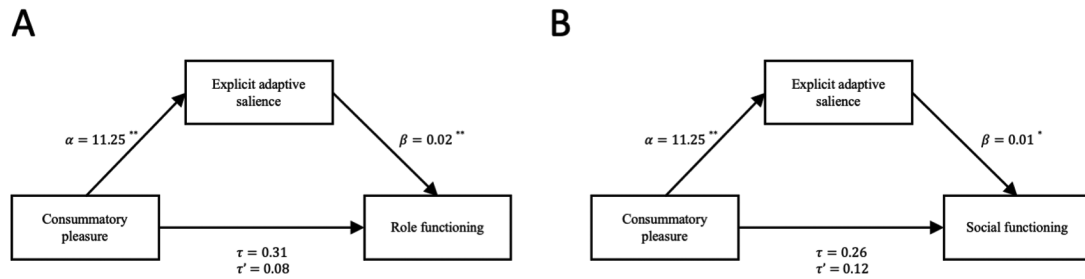 A
Explicit adaptive
salience
α = 11.25 **
β = 0.02 **
Consummatory
pleasure
Role functioning
τ = 0.31
τ' = 0.08
B
Explicit adaptive
salience
α = 11.25 **
β = 0.01 *
Consummatory
pleasure
Social functioning
τ = 0.26
τ' = 0.12